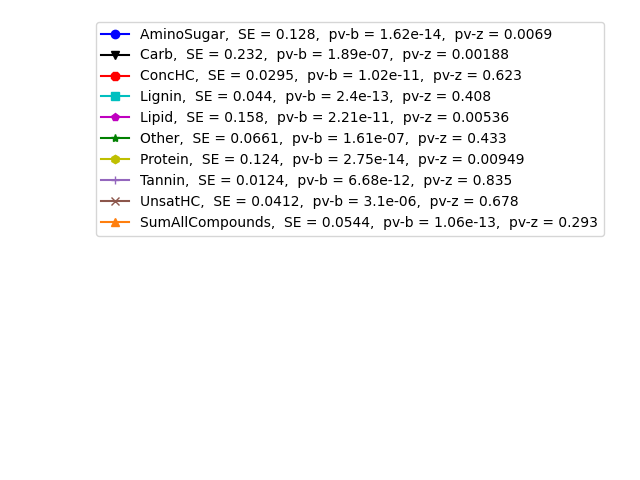 AminoSugar,  SE = 0.128,  pv-b = 1.62e-14,  pv-z = 0.0069
Carb,  SE = 0.232,  pv-b = 1.89e-07,  pv-z = 0.00188
ConcHC,  SE = 0.0295,  pv-b = 1.02e-11,  pv-z = 0.623
Lignin,  SE = 0.044,  pv-b = 2.4e-13,  pv-z = 0.408
Lipid,  SE = 0.158,  pv-b = 2.21e-11,  pv-z = 0.00536
Other,  SE = 0.0661,  pv-b = 1.61e-07,  pv-z = 0.433
Protein,  SE = 0.124,  pv-b = 2.75e-14,  pv-z = 0.00949
Tannin,  SE = 0.0124,  pv-b = 6.68e-12,  pv-z = 0.835
UnsatHC,  SE = 0.0412,  pv-b = 3.1e-06,  pv-z = 0.678
SumAllCompounds,  SE = 0.0544,  pv-b = 1.06e-13,  pv-z = 0.293